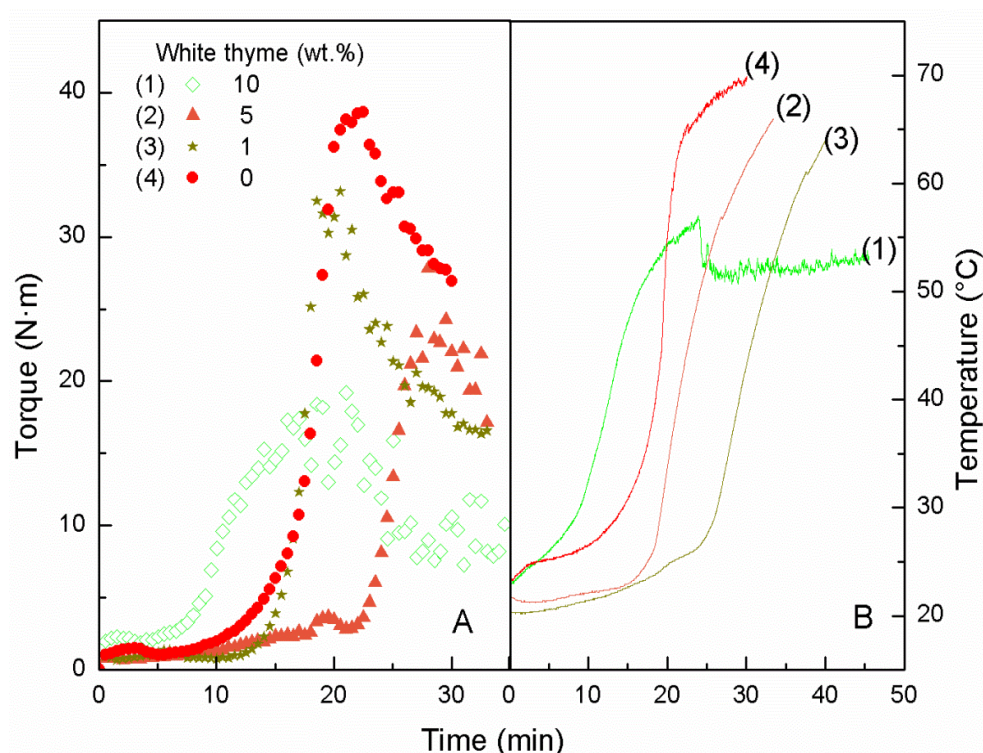 White thyme (wt.%)
(1) 10
(2) 5
(3) 1
(4) 0
40
30
20
10
0
Torque (N·m)
A
0 10 20 30
(4)
(2)
(3)
(1)
B
70
60
50
40
30
20
Temperature (°C)
0 10 20 30 40 50
Time (min) Time (min)